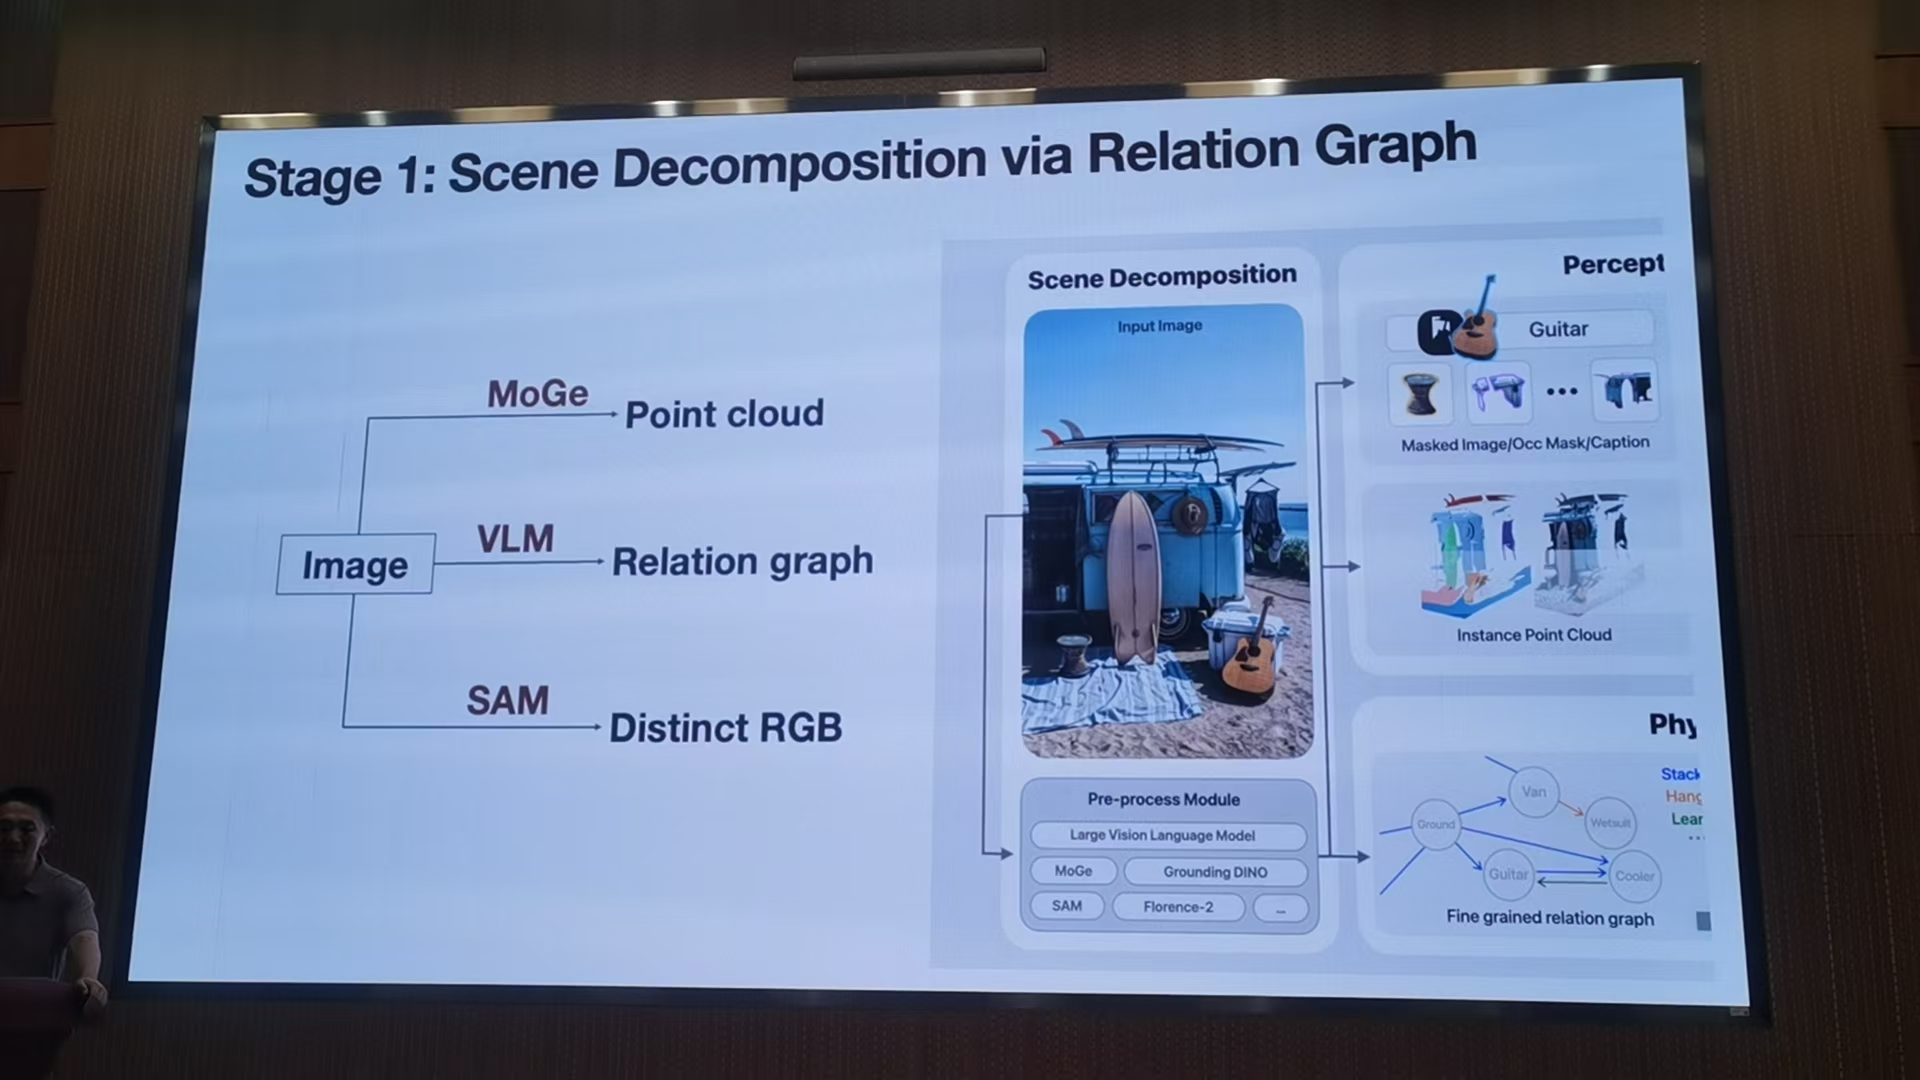 Stage 1: Scene Decomposition via Relation Graph
MoGe
Point cloud
Image
VLM
Relation graph
SAM
Distinct RGB
Scene Decomposition
Input Image
Pre-process Module
Large Vision Language Model
MoGe
Grounding DINO
SAM
Florence-2
...
Percept
Guitar
...
Masked Image/Occ Mask/Caption
Instance Point Cloud
Phy
Stack
Hang
Lean
...
Van
Ground
Wetsuit
Guitar
Cooler
Fine grained relation graph